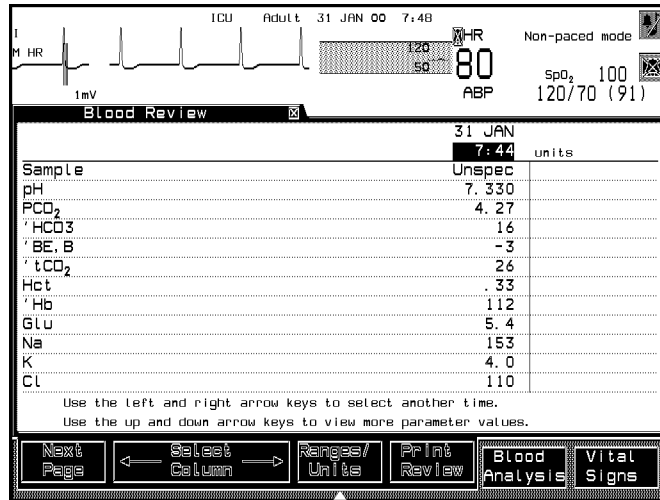 ICU Adult 31 JAN 00 7:48
I
M HR
1mV
120
50
HR
80
Non-paced mode
SpO2 100
ABP 120/70 (91)
Blood Review
31 JAN
7:44 units
Sample Unspec
pH 7.330
PCO2 4.27
'HCO3 16
'BE,B -3
'tCO2 26
Hct .33
'Hb 112
Glu 5.4
Na 153
K 4.0
Cl 110
Use the left and right arrow keys to select another time.
Use the up and down arrow keys to view more parameter values.
Next Page
Select Column
Ranges/ Units
Print Review
Blood Analysis
Vital Signs